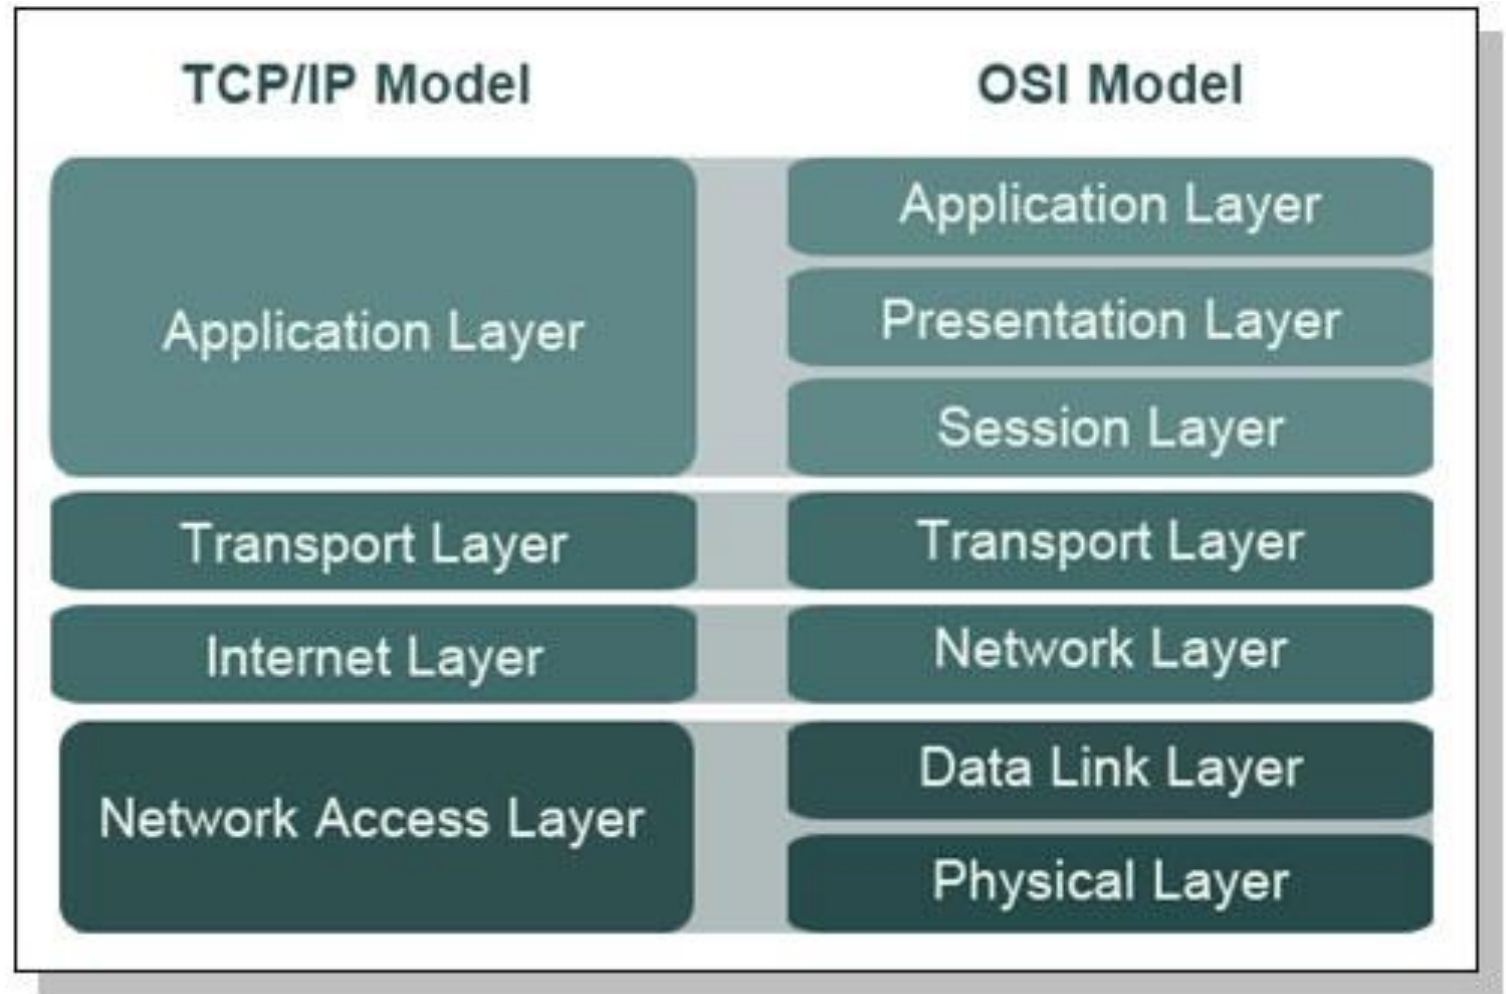 TCP/IP Model
OSI Model
Application Layer
Transport Layer
Internet Layer
Network Access Layer
Application Layer
Presentation Layer
Session Layer
Transport Layer
Network Layer
Data Link Layer
Physical Layer